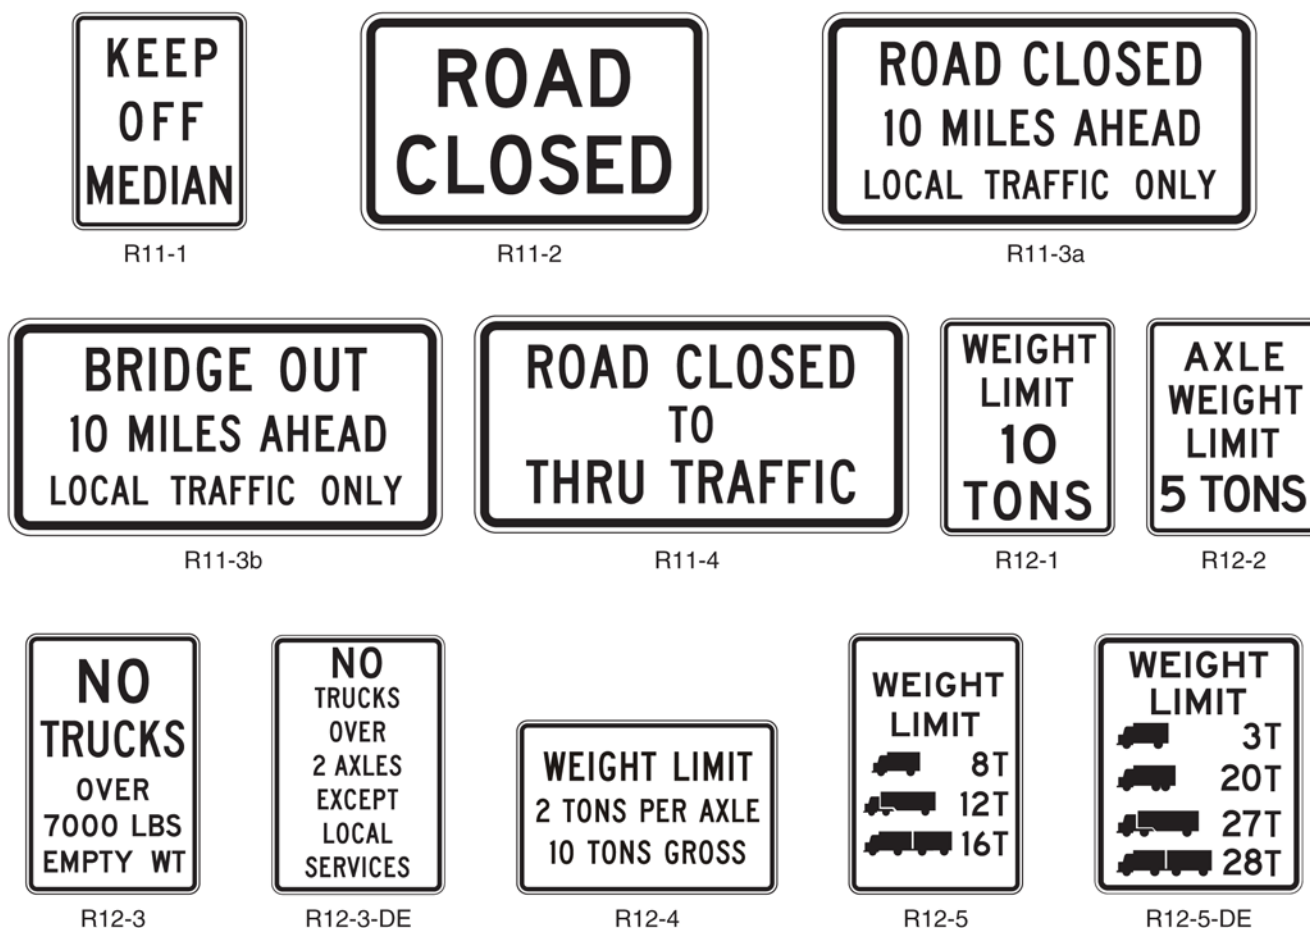 KEEP
OFF
MEDIAN
R11-1
ROAD
CLOSED
R11-2
ROAD CLOSED
10 MILES AHEAD
LOCAL TRAFFIC ONLY
R11-3a
BRIDGE OUT
10 MILES AHEAD
LOCAL TRAFFIC ONLY
R11-3b
ROAD CLOSED
TO
THRU TRAFFIC
R11-4
WEIGHT
LIMIT
10
TONS
R12-1
AXLE
WEIGHT
LIMIT
5 TONS
R12-2
NO
TRUCKS
OVER
7000 LBS
EMPTY WT
R12-3
NO
TRUCKS
OVER
2 AXLES
EXCEPT
LOCAL
SERVICES
R12-3-DE
WEIGHT LIMIT
2 TONS PER AXLE
10 TONS GROSS
R12-4
WEIGHT
LIMIT
8T
12T
16T
R12-5
WEIGHT
LIMIT
3T
20T
27T
28T
R12-5-DE